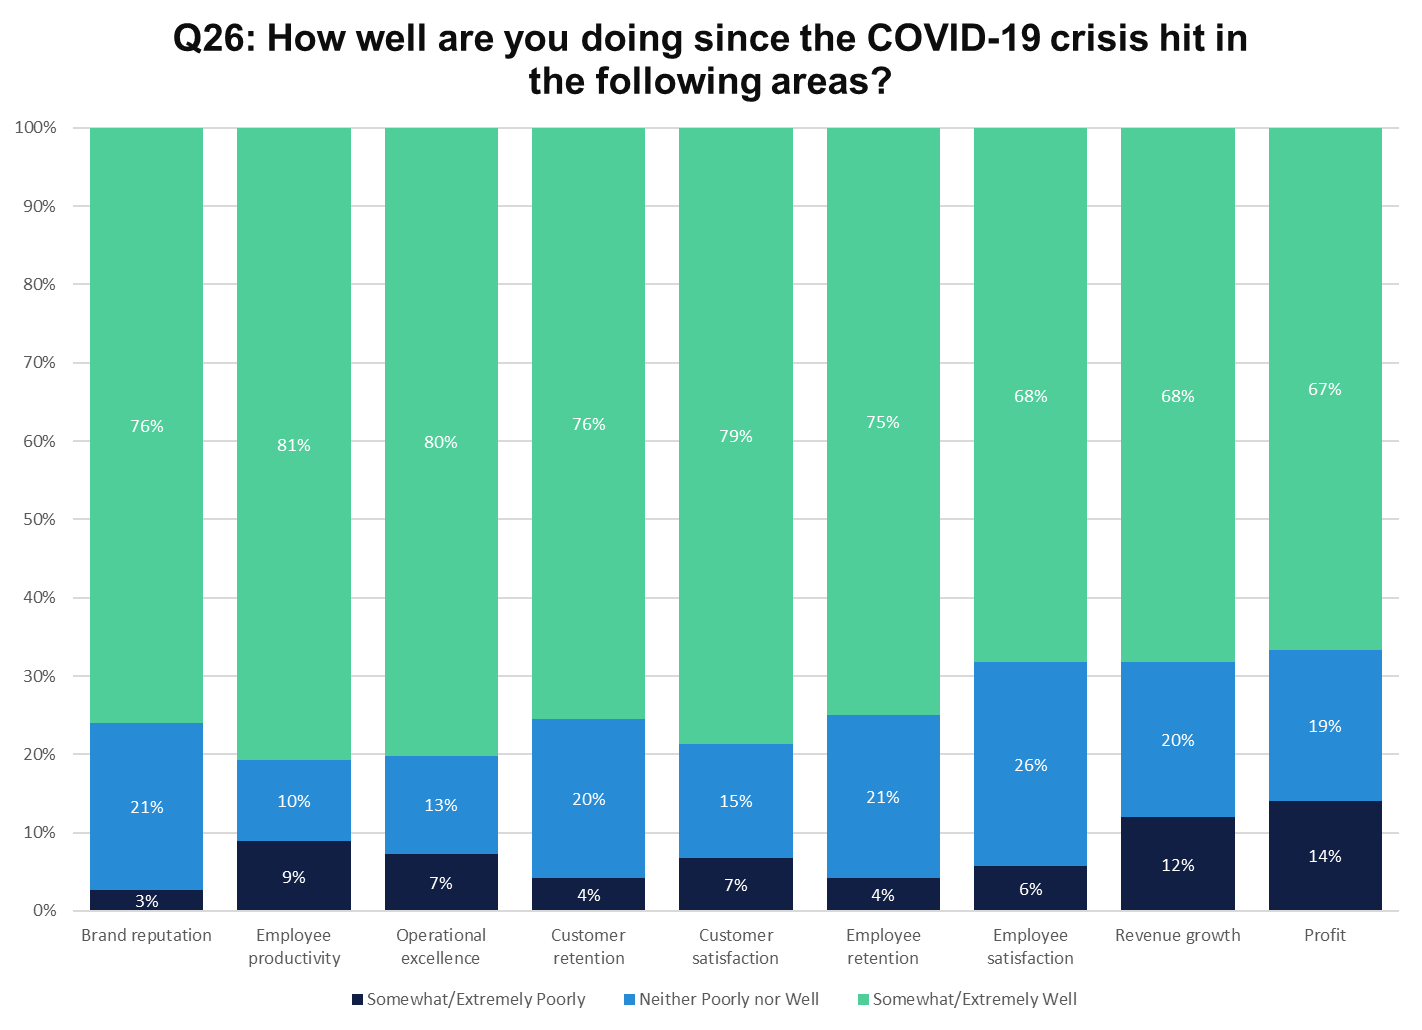 Q26: How well are you doing since the COVID-19 crisis hit in
the following areas?
100%
90%
80%
70%
60%
50%
40%
30%
20%
10%
0%
76%
81%
80%
76%
79%
75%
68%
68%
67%
21%
10%
13%
20%
15%
21%
26%
20%
19%
3%
9%
7%
4%
7%
4%
6%
12%
14%
Brand reputation
Employee
productivity
Operational
excellence
Customer
retention
Customer
satisfaction
Employee
retention
Employee
satisfaction
Revenue growth
Profit
Somewhat/Extremely Poorly
Neither Poorly nor Well
Somewhat/Extremely Well